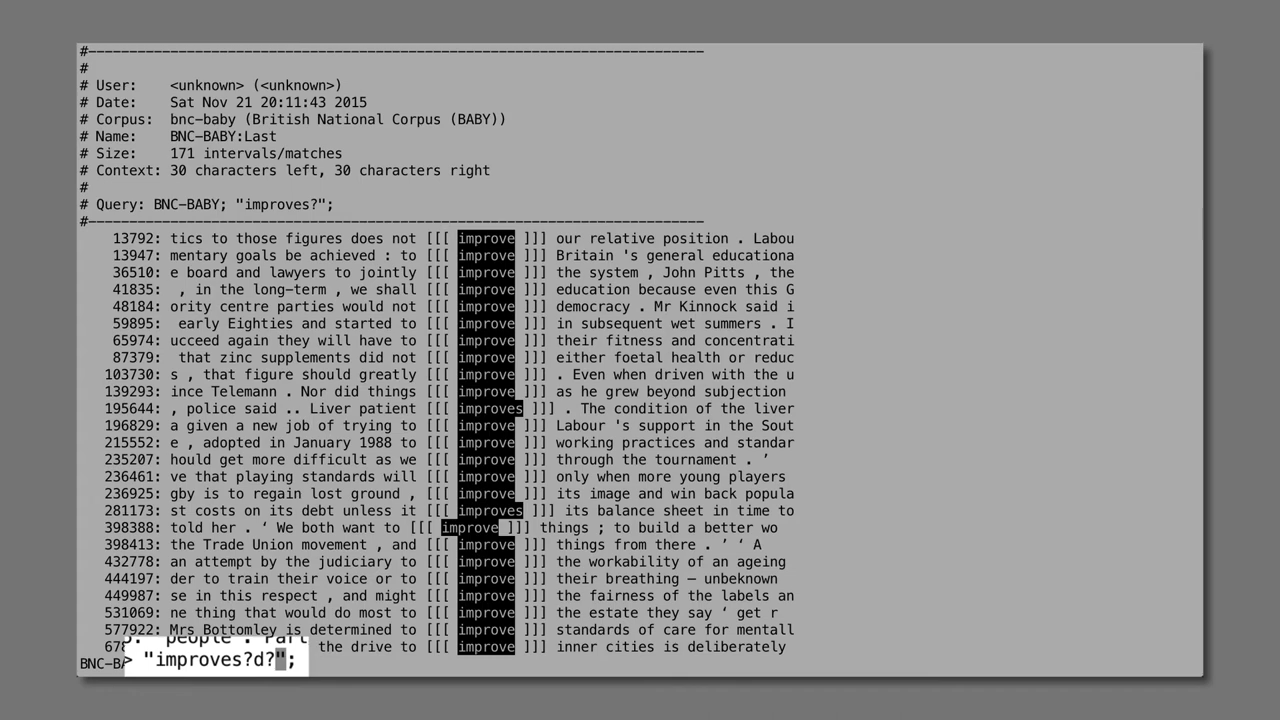 #---------------------------------------------------------------------------
#
# User: <unknown> (<unknown>)
# Date: Sat Nov 21 20:11:43 2015
# Corpus: bnc-baby (British National Corpus (BABY))
# Name: BNC-BABY:Last
# Size: 171 intervals/matches
# Context: 30 characters left, 30 characters right
#
# Query: BNC-BABY; "improves?";
#---------------------------------------------------------------------------
13792: tics to those figures does not [[[ improve ]]] our relative position . Labou
13947: mentary goals be achieved : to [[[ improve ]]] Britain 's general educationa
36510: e board and lawyers to jointly [[[ improve ]]] the system , John Pitts , the
41835: , in the long-term , we shall [[[ improve ]]] education because even this G
48184: ority centre parties would not [[[ improve ]]] democracy . Mr Kinnock said i
59895: early Eighties and started to [[[ improve ]]] in subsequent wet summers . I
65974: ucceed again they will have to [[[ improve ]]] their fitness and concentrati
87379: that zinc supplements did not [[[ improve ]]] either foetal health or reduc
103730: s , that figure should greatly [[[ improve ]]] . Even when driven with the u
139293: ince Telemann . Nor did things [[[ improve ]]] as he grew beyond subjection
195644: , police said .. Liver patient [[[ improves ]]] . The condition of the liver
196829: a given a new job of trying to [[[ improve ]]] Labour 's support in the Sout
215552: e , adopted in January 1988 to [[[ improve ]]] working practices and standar
235207: hould get more difficult as we [[[ improve ]]] through the tournament . ’
236461: ve that playing standards will [[[ improve ]]] only when more young players
236925: gby is to regain lost ground , [[[ improve ]]] its image and win back popula
281173: st costs on its debt unless it [[[ improves ]]] its balance sheet in time to
398388: told her . ‘ We both want to [[[ improve ]]] things ; to build a better wo
398413: the Trade Union movement , and [[[ improve ]]] things from there . ’ ‘ A
432778: an attempt by the judiciary to [[[ improve ]]] the workability of an ageing
444197: der to train their voice or to [[[ improve ]]] their breathing — unbeknown
449987: se in this respect , and might [[[ improve ]]] the fairness of the labels an
531069: ne thing that would do most to [[[ improve ]]] the estate they say ‘ get r
577922: Mrs Bottomley is determined to [[[ improve ]]] standards of care for mentall
the drive to [[[ improve ]]] inner cities is deliberately
BNC-BA> "improves?d?";